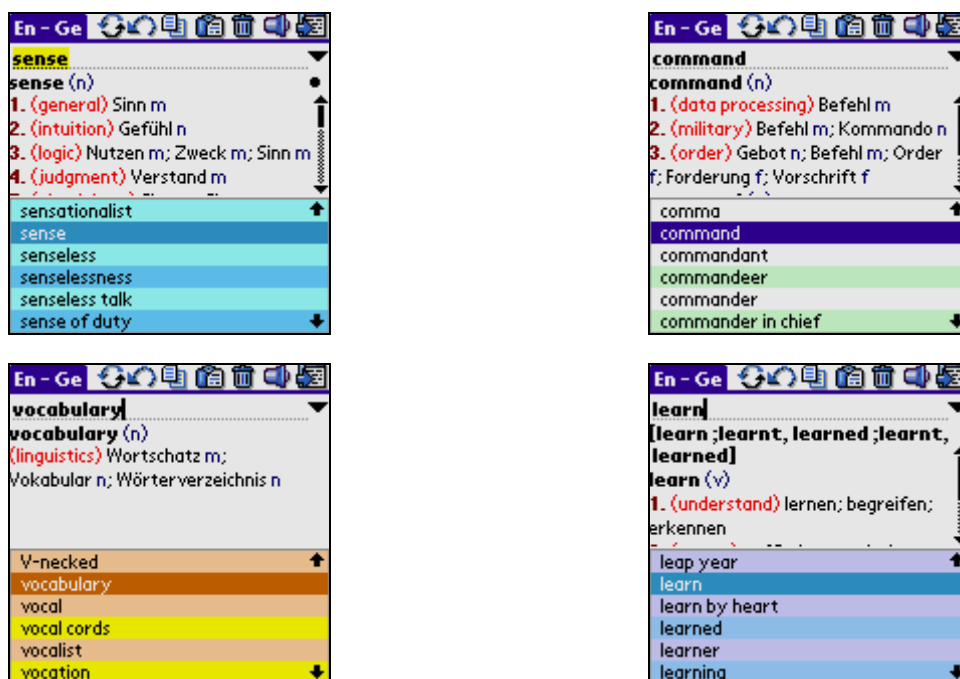 En - Ge
sense
sense (n)
1. (general) Sinn m
2. (intuition) Gefühl n
3. (logic) Nutzen m; Zweck m; Sinn m
4. (judgment) Verstand m
sensationalist
sense
senseless
senselessness
senseless talk
sense of duty
En - Ge
command
command (n)
1. (data processing) Befehl m
2. (military) Befehl m; Kommando n
3. (order) Gebot n; Befehl m; Order
f; Forderung f; Vorschrift f
comma
command
commandant
commandeer
commander
commander in chief
En - Ge
vocabulary
vocabulary (n)
(linguistics) Wortschatz m;
Vokabular n; Wörterverzeichnis n
V-necked
vocabulary
vocal
vocal cords
vocalist
vocation
En - Ge
learn
[learn ;learnt, learned ;learnt,
learned]
learn (v)
1. (understand) lernen; begreifen;
erkennen
leap year
learn
learn by heart
learned
learner
learning